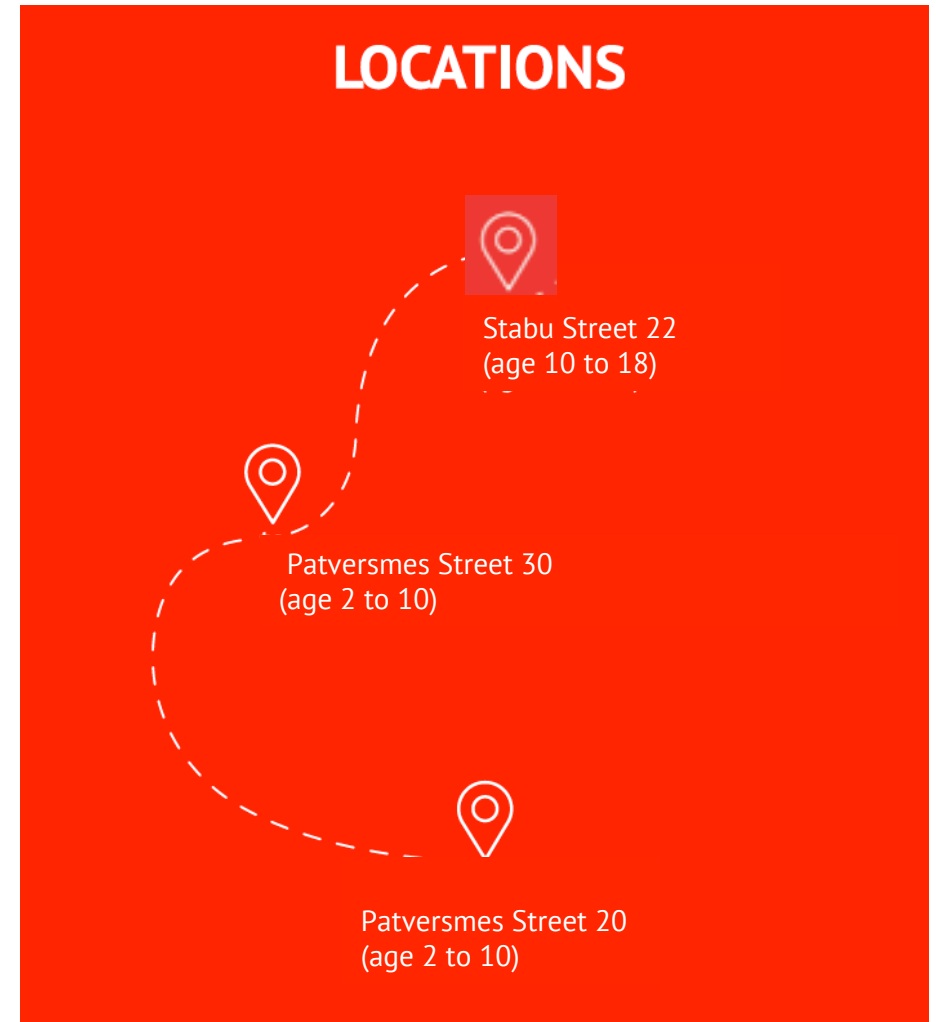 LOCATIONS
Stabu Street 22
(age 10 to 18)
Patversmes Street 30
(age 2 to 10)
Patversmes Street 20
(age 2 to 10)